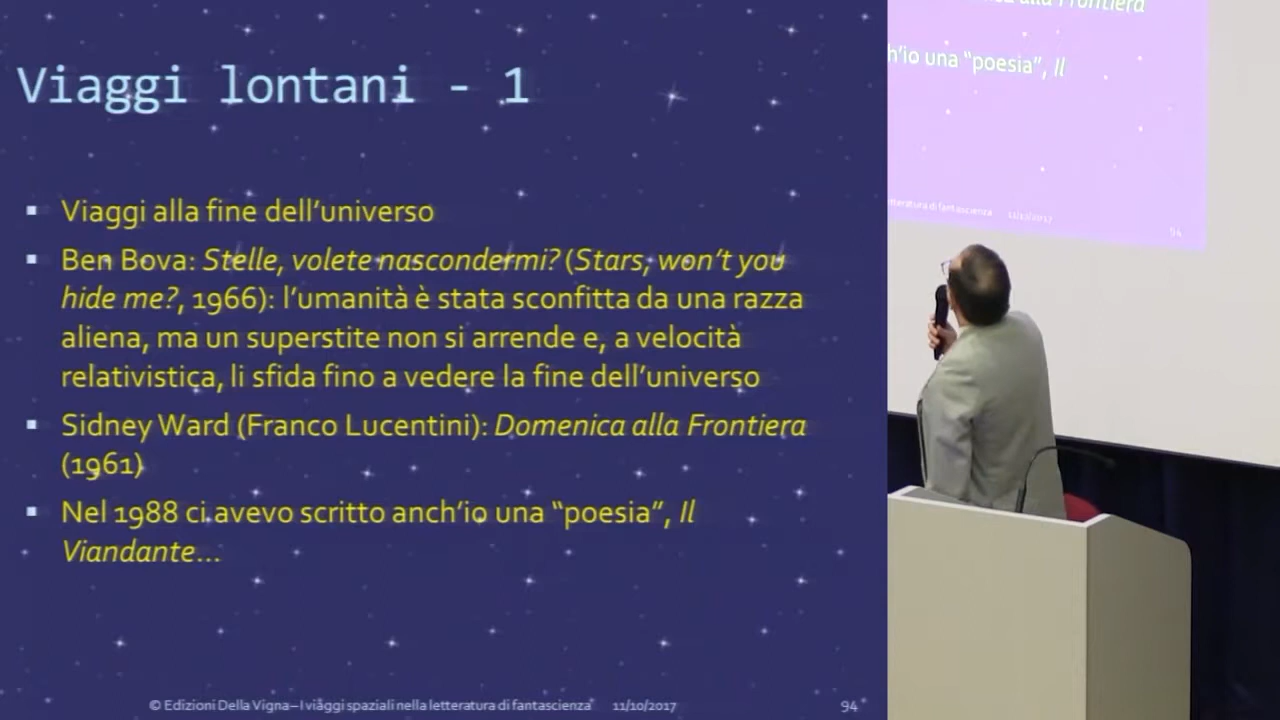 Viaggi lontani - 1
Viaggi alla fine dell'universo
Ben Bova: Stelle, volete nascondermi? (Stars, won't you
hide me?, 1966): l'umanità è stata sconfitta da una razza
aliena, ma un superstite non si arrende e, a velocità
relativistica, li sfida fino a vedere la fine dell'universo
Sidney Ward (Franco Lucentini): Domenica alla Frontiera
(1961)
Nel 1988 ci avevo scritto anch'io una “poesia”, Il
Viandante...
© Edizioni Della Vigna – I viaggi spaziali nella letteratura di fantascienza 11/10/2017 94
alla Frontiera
h'io una “poesia”, Il
letteratura di fantascienza 11/10/2017
94